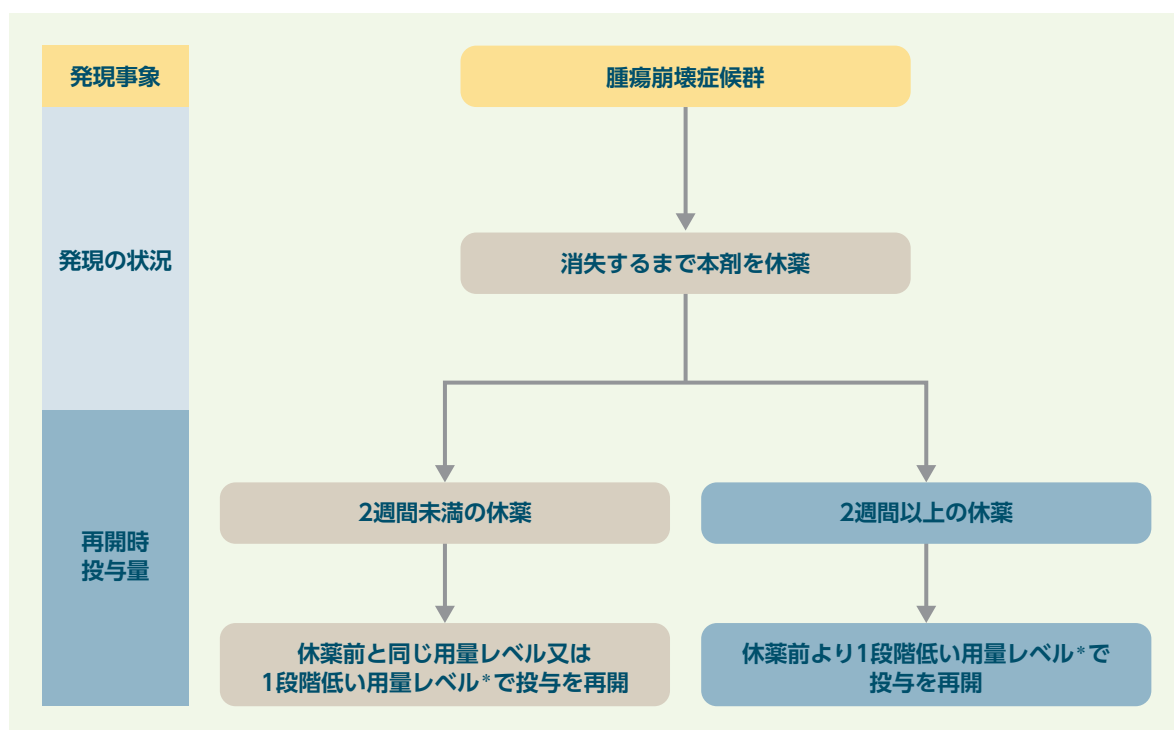 発現事象
腫瘍崩壊症候群
発現の状況
消失するまで本剤を休薬
再開時
投与量
2週間未満の休薬
2週間以上の休薬
休薬前と同じ用量レベル又は
1段階低い用量レベル*で投与を再開
休薬前より1段階低い用量レベル*で
投与を再開